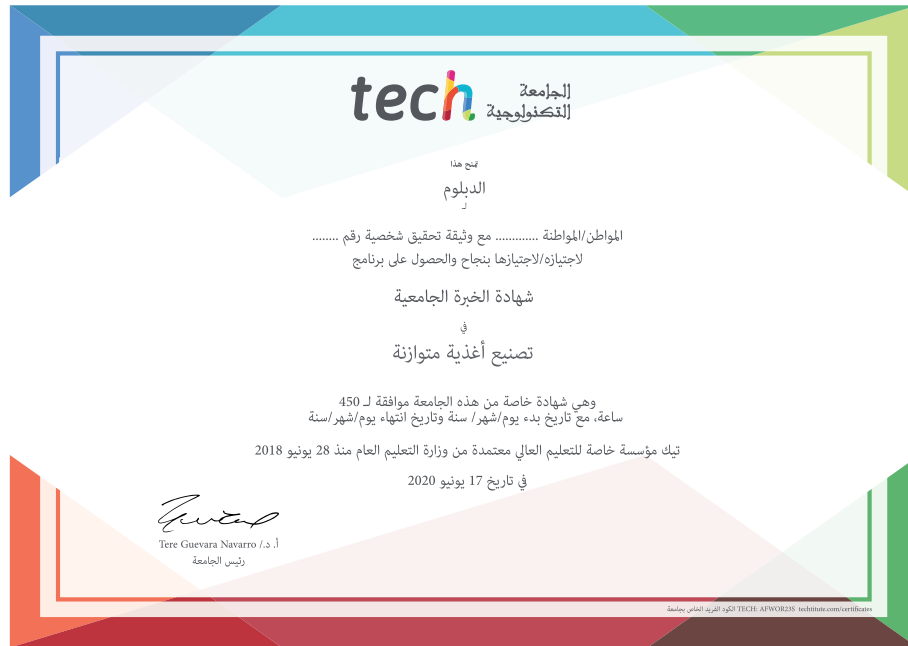 tech الجامعة
التكنولوجية
تمنح هذا
الدبلوم
لـ
المواطن/المواطنة ............. مع وثيقة تحقيق شخصية رقم ........
لاجتيازه/لاجتيازها بنجاح والحصول على برنامج
شهادة الخبرة الجامعية
في
تصنيع أغذية متوازنة
وهي شهادة خاصة من هذه الجامعة موافقة لـ 450
ساعة، مع تاريخ بدء يوم/شهر/ سنة وتاريخ انتهاء يوم/شهر/سنة
تيك مؤسسة خاصة للتعليم العالي معتمدة من وزارة التعليم العام منذ 28 يونيو 2018
في تاريخ 17 يونيو 2020
أ. د./ Tere Guevara Navarro
رئيس الجامعة
الكود الفريد الخاص بجامعة TECH: AFWOR23S techtitute.com/certificates